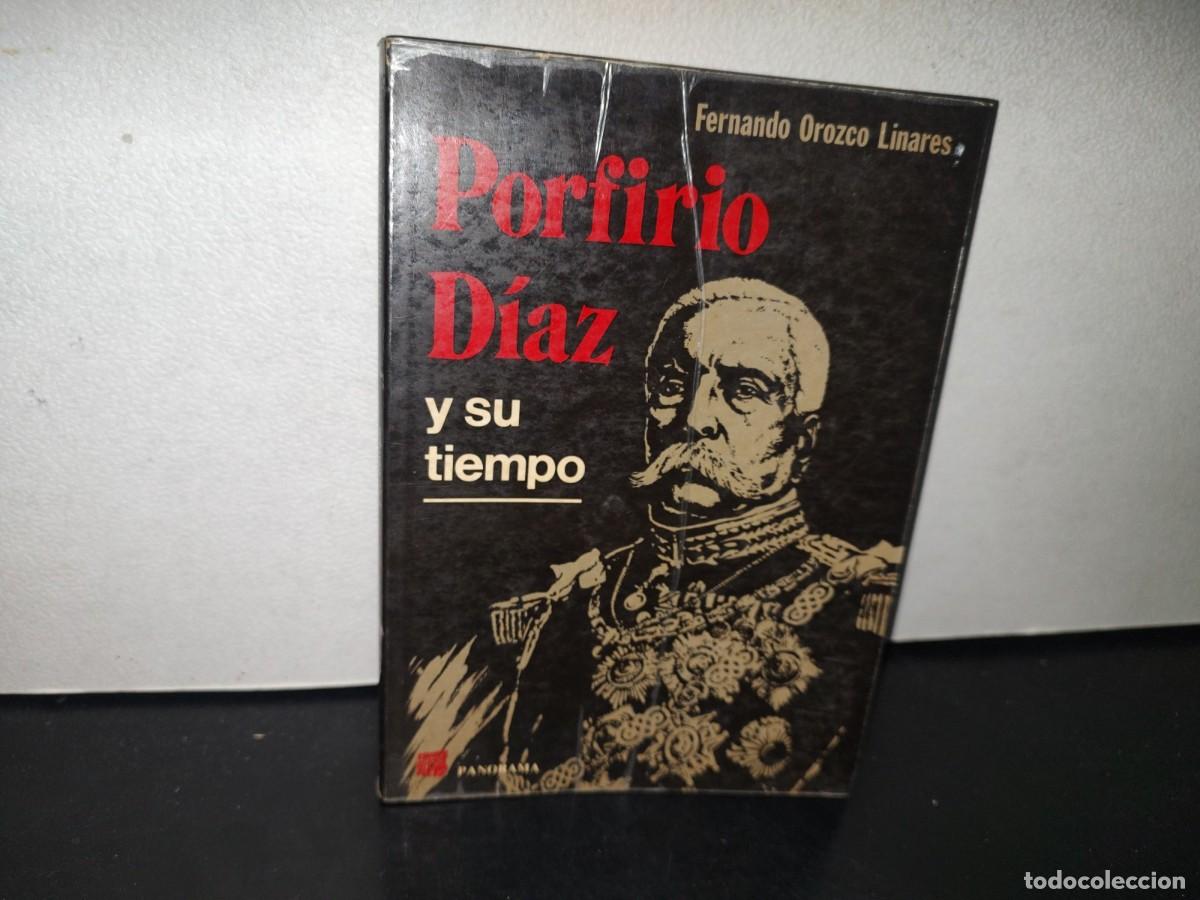 Fernando Orozco Linares
Porfirio
Díaz
y su
tiempo
PANORAMA
todocoleccion